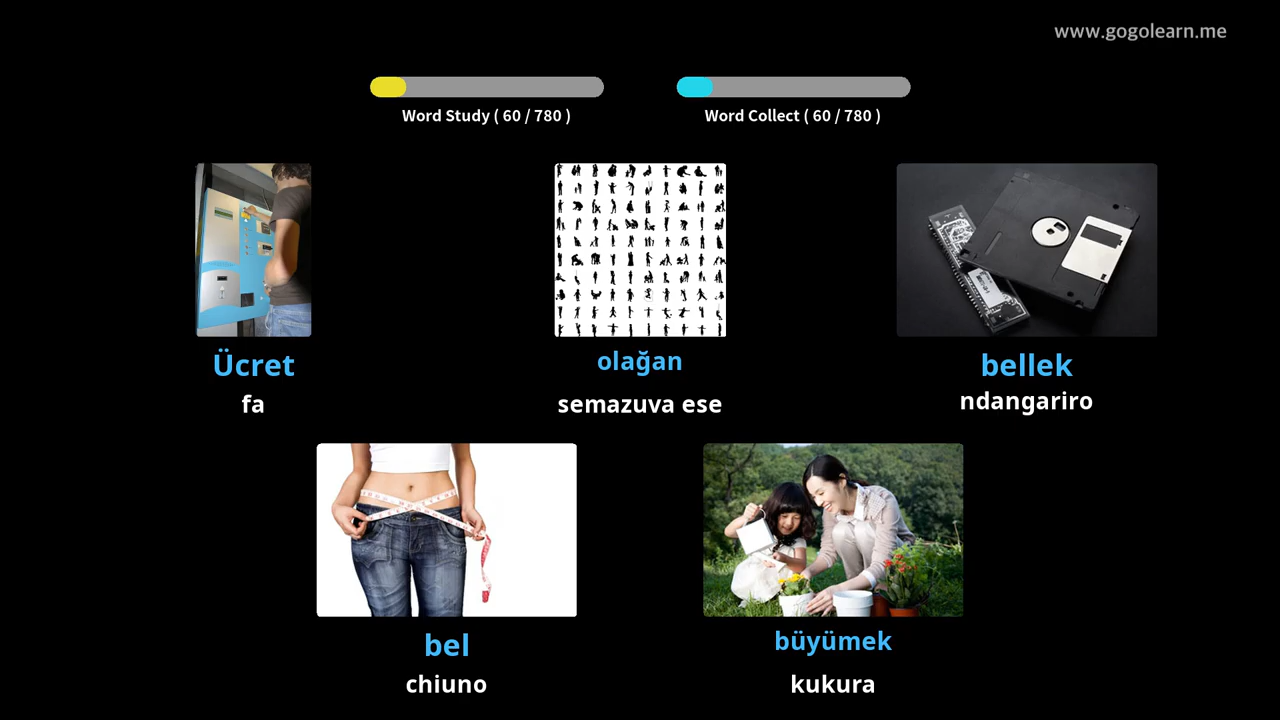 www.gogolearn.me
Word Study ( 60 / 780 )
Word Collect ( 60 / 780 )
Ücret
fa
olağan
semazuva ese
bellek
ndangariro
bel
chiuno
büyümek
kukura